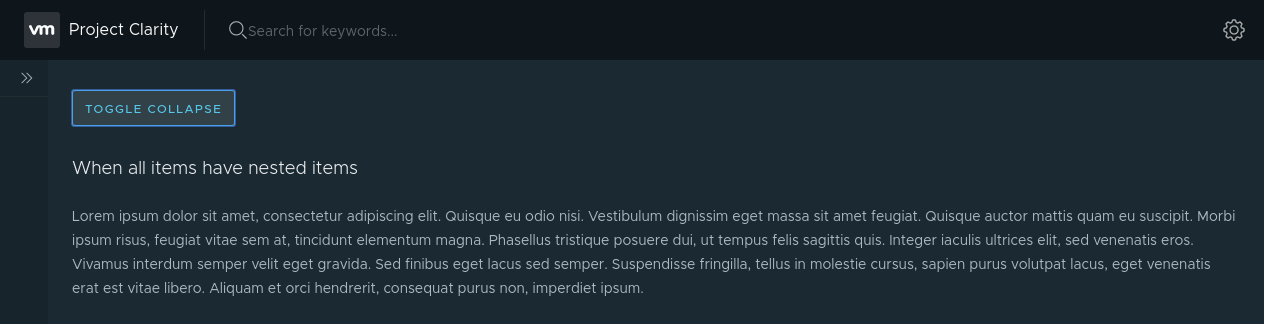 vm Project Clarity Search for keywords...
TOGGLE COLLAPSE
When all items have nested items
Lorem ipsum dolor sit amet, consectetur adipiscing elit. Quisque eu odio nisi. Vestibulum dignissim eget massa sit amet feugiat. Quisque auctor mattis quam eu suscipit. Morbi
ipsum risus, feugiat vitae sem at, tincidunt elementum magna. Phasellus tristique posuere dui, ut tempus felis sagittis quis. Integer iaculis ultrices elit, sed venenatis eros.
Vivamus interdum semper velit eget gravida. Sed finibus eget lacus sed semper. Suspendisse fringilla, tellus in molestie cursus, sapien purus volutpat lacus, eget venenatis
erat est vitae libero. Aliquam et orci hendrerit, consequat purus non, imperdiet ipsum.